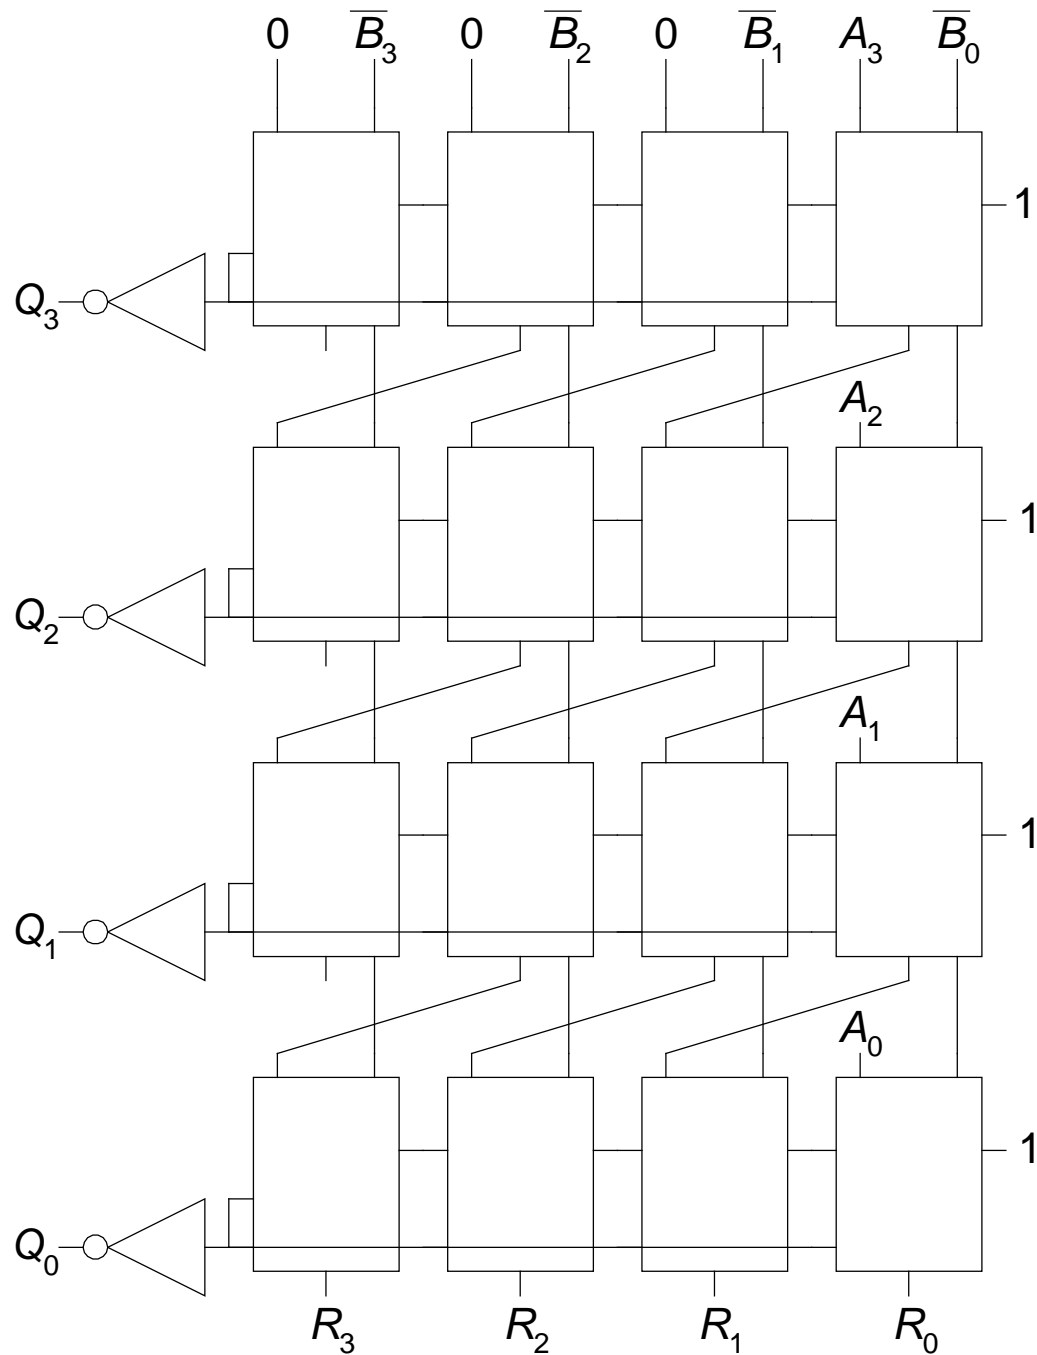 0 B̅₃ 0 B̅₂ 0 B̅₁ A₃ B̅₀
1
Q₃
A₂
1
Q₂
A₁
1
Q₁
A₀
1
Q₀
R₃ R₂ R₁ R₀